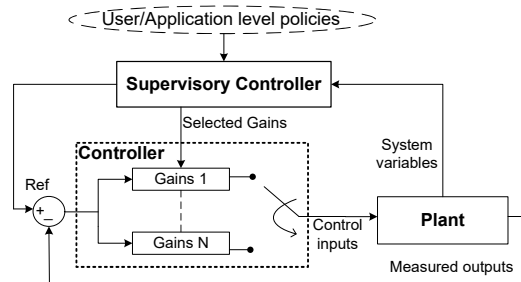 User/Application level policies
Supervisory Controller
Selected Gains
Controller
System
variables
Ref
Gains 1
+
−
Control
inputs
Plant
Gains N
Measured outputs